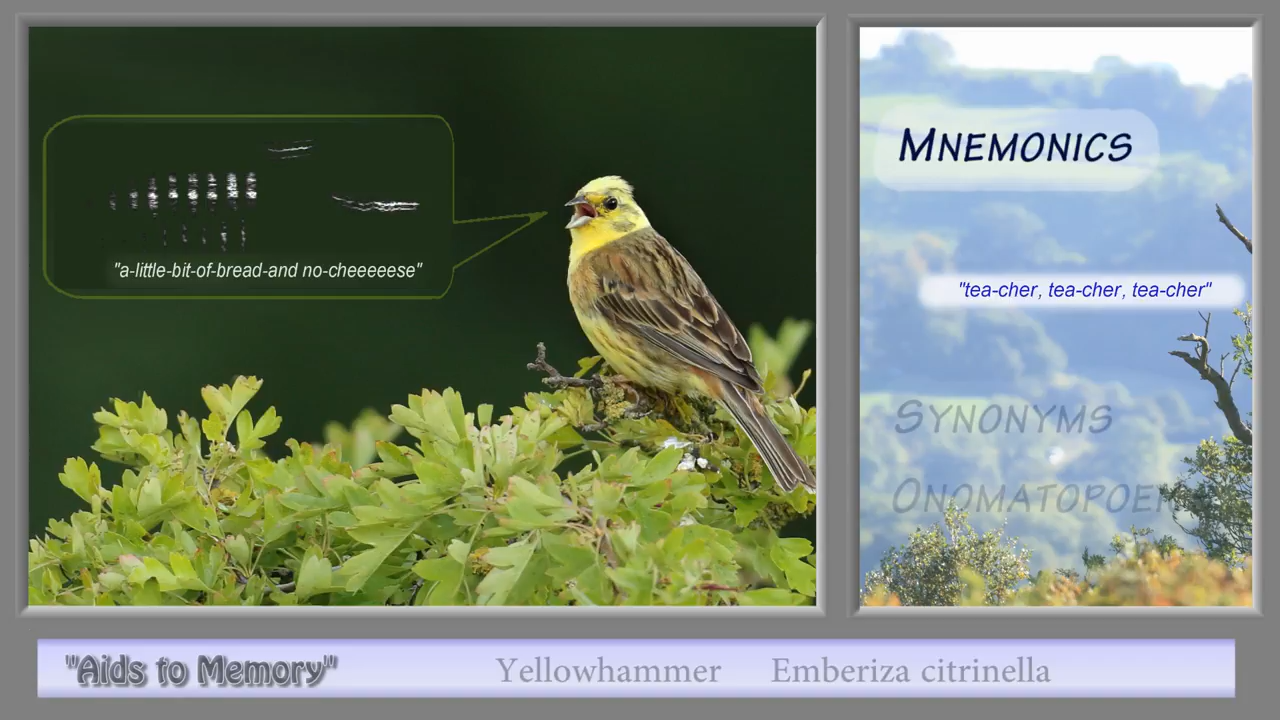 "a-little-bit-of-bread-and no-cheeeeese"
MNEMONICS
"tea-cher, tea-cher, tea-cher"
SYNONYMS
"Aids to Memory"
Yellowhammer Emberiza citrinella